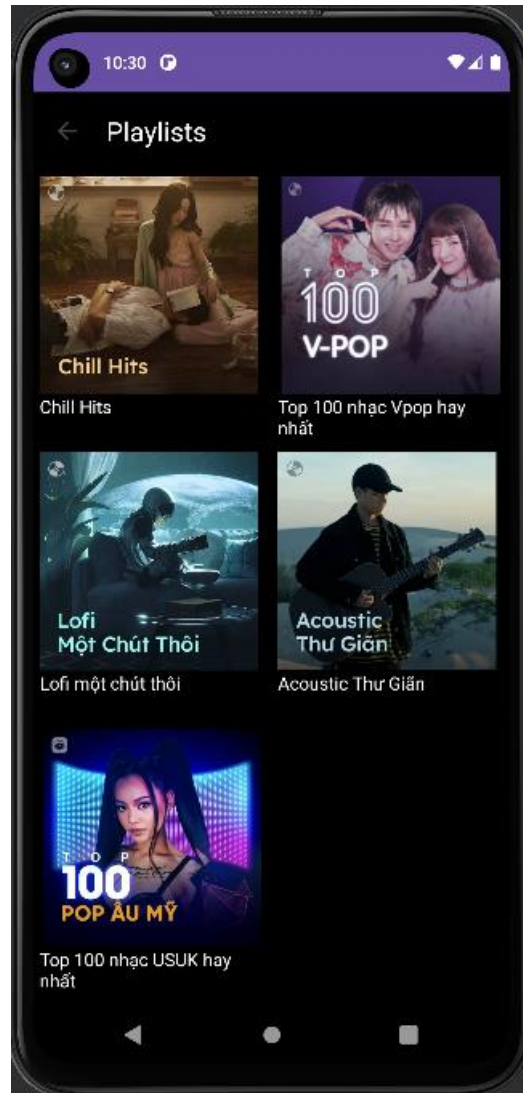 10:30
Playlists
Chill Hits
Chill Hits
TOP
100
V-POP
Top 100 nhạc Vpop hay
nhất
Lofi
Một Chút Thôi
Lofi một chút thôi
Acoustic
Thư Giãn
Acoustic Thư Giãn
TOP
100
POP ÂU MỸ
Top 100 nhạc USUK hay
nhất